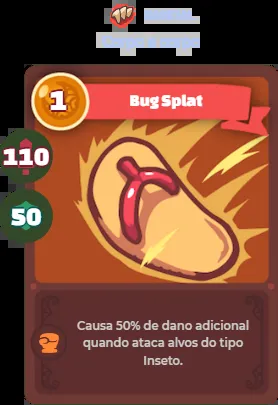 1
Bug Splat
110
50
Causa 50% de dano adicional
quando ataca alvos do tipo
Inseto.